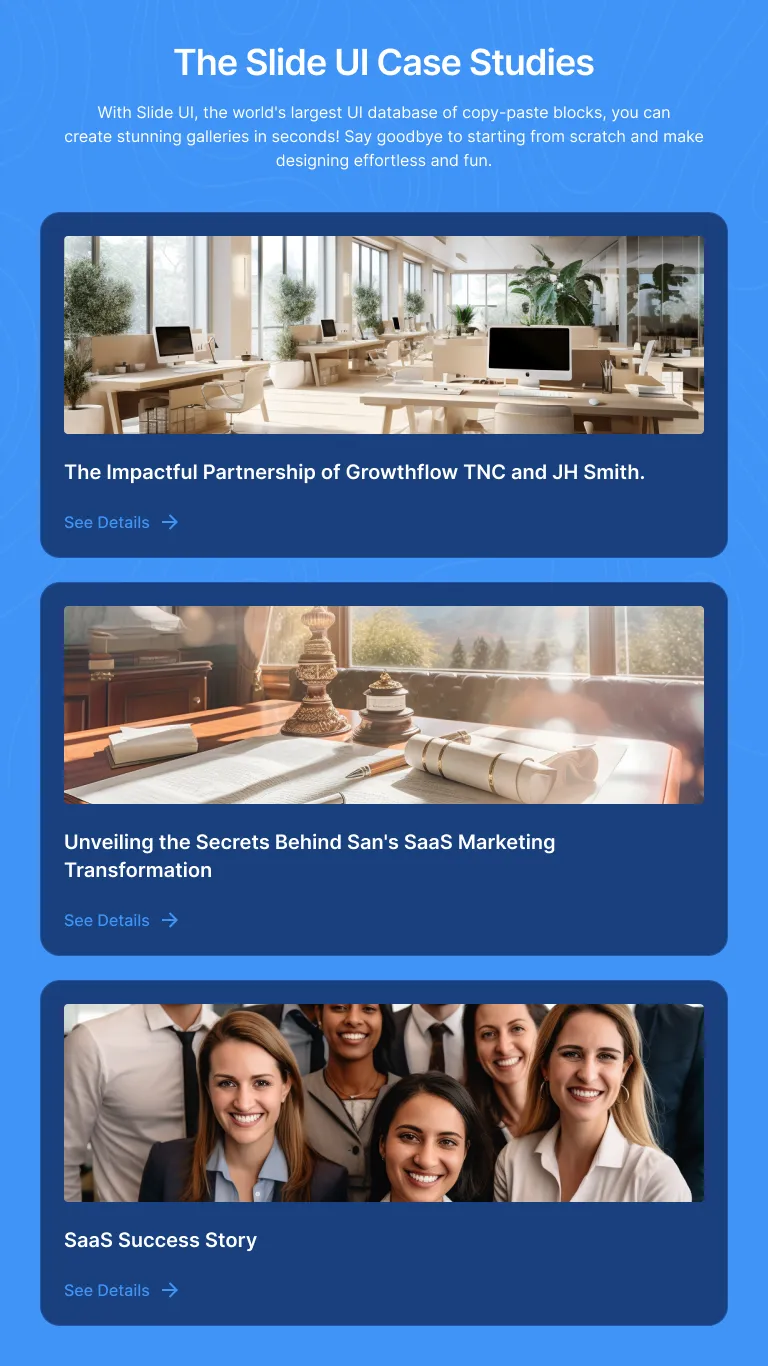 The Slide UI Case Studies
With Slide UI, the world's largest UI database of copy-paste blocks, you can
create stunning galleries in seconds! Say goodbye to starting from scratch and make
designing effortless and fun.
The Impactful Partnership of Growthflow TNC and JH Smith.
See Details
Unveiling the Secrets Behind San's SaaS Marketing
Transformation
See Details
SaaS Success Story
See Details